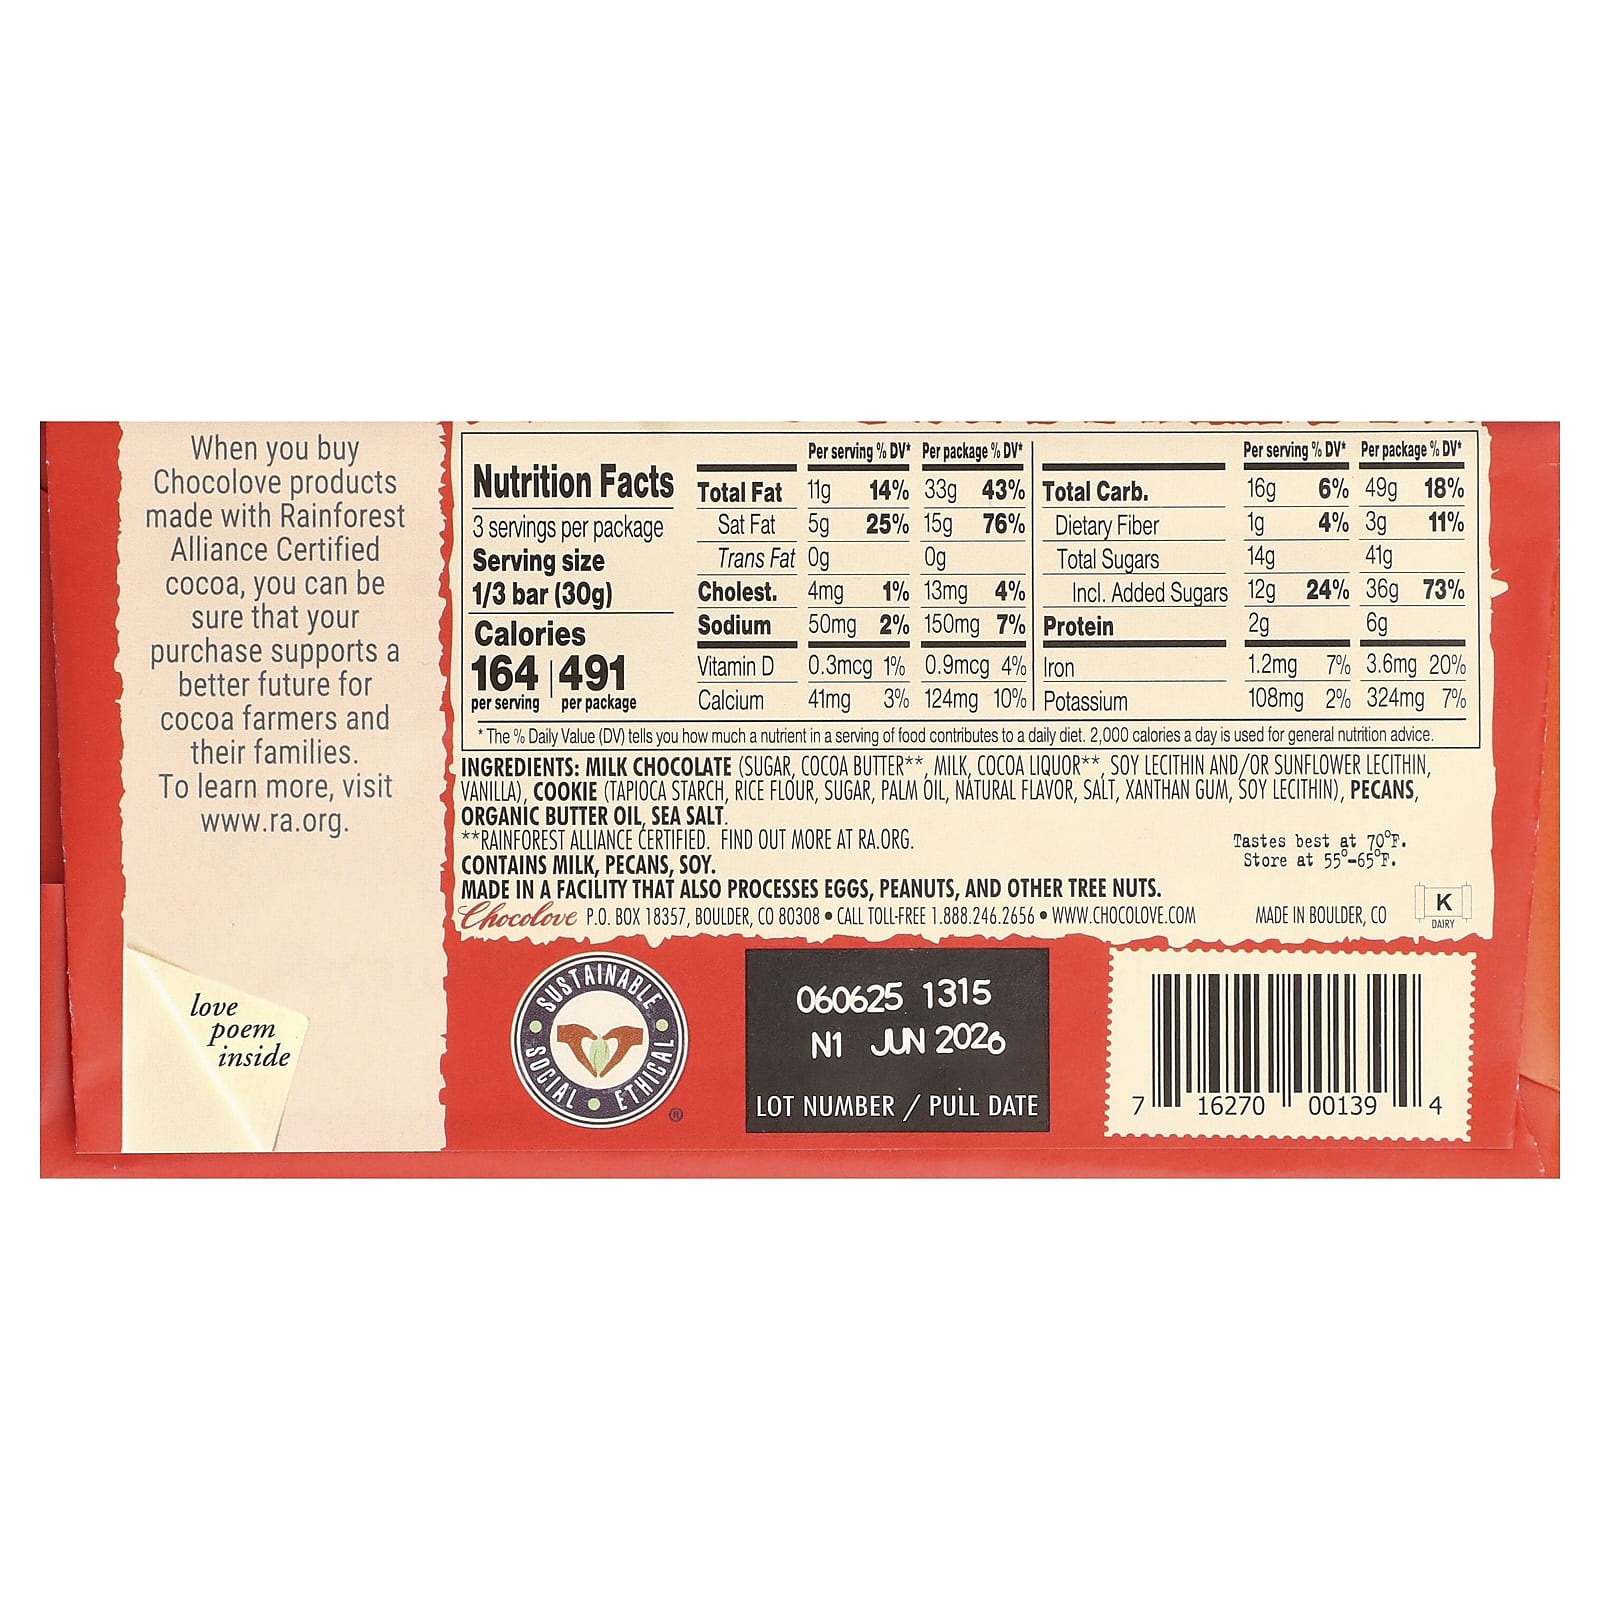 When you buy
Chocolove products
made with Rainforest
Alliance Certified
cocoa, you can be
sure that your
purchase supports a
better future for
cocoa farmers and
their families.
To learn more, visit
www.ra.org.
love
poem
inside
Nutrition Facts
3 servings per package
Serving size
1/3 bar (30g)
Calories
164 | 491
per serving per package
Per serving % DV* Per package % DV*
Total Fat 11g 14% 33g 43%
Sat Fat 5g 25% 15g 76%
Trans Fat 0g 0g
Cholest. 4mg 1% 13mg 4%
Sodium 50mg 2% 150mg 7%
Vitamin D 0.3mcg 1% 0.9mcg 4%
Calcium 41mg 3% 124mg 10%
Per serving % DV* Per package % DV*
Total Carb. 16g 6% 49g 18%
Dietary Fiber 1g 4% 3g 11%
Total Sugars 14g 41g
Incl. Added Sugars 12g 24% 36g 73%
Protein 2g 6g
Iron 1.2mg 7% 3.6mg 20%
Potassium 108mg 2% 324mg 7%
* The % Daily Value (DV) tells you how much a nutrient in a serving of food contributes to a daily diet. 2,000 calories a day is used for general nutrition advice.
INGREDIENTS: MILK CHOCOLATE (SUGAR, COCOA BUTTER**, MILK, COCOA LIQUOR**, SOY LECITHIN AND/OR SUNFLOWER LECITHIN,
VANILLA), COOKIE (TAPIOCA STARCH, RICE FLOUR, SUGAR, PALM OIL, NATURAL FLAVOR, SALT, XANTHAN GUM, SOY LECITHIN), PECANS,
ORGANIC BUTTER OIL, SEA SALT.
**RAINFOREST ALLIANCE CERTIFIED. FIND OUT MORE AT RA.ORG.
CONTAINS MILK, PECANS, SOY.
MADE IN A FACILITY THAT ALSO PROCESSES EGGS, PEANUTS, AND OTHER TREE NUTS.
Tastes best at 70°F.
Store at 55°-65°F.
Chocolove P.O. BOX 18357, BOULDER, CO 80308 • CALL TOLL-FREE 1.888.246.2656 • WWW.CHOCOLOVE.COM MADE IN BOULDER, CO
K
DAIRY
SUSTAINABLE • SOCIAL • ETHICAL •
®
060625 1315
N1 JUN 2026
LOT NUMBER / PULL DATE
7 16270 00139 4